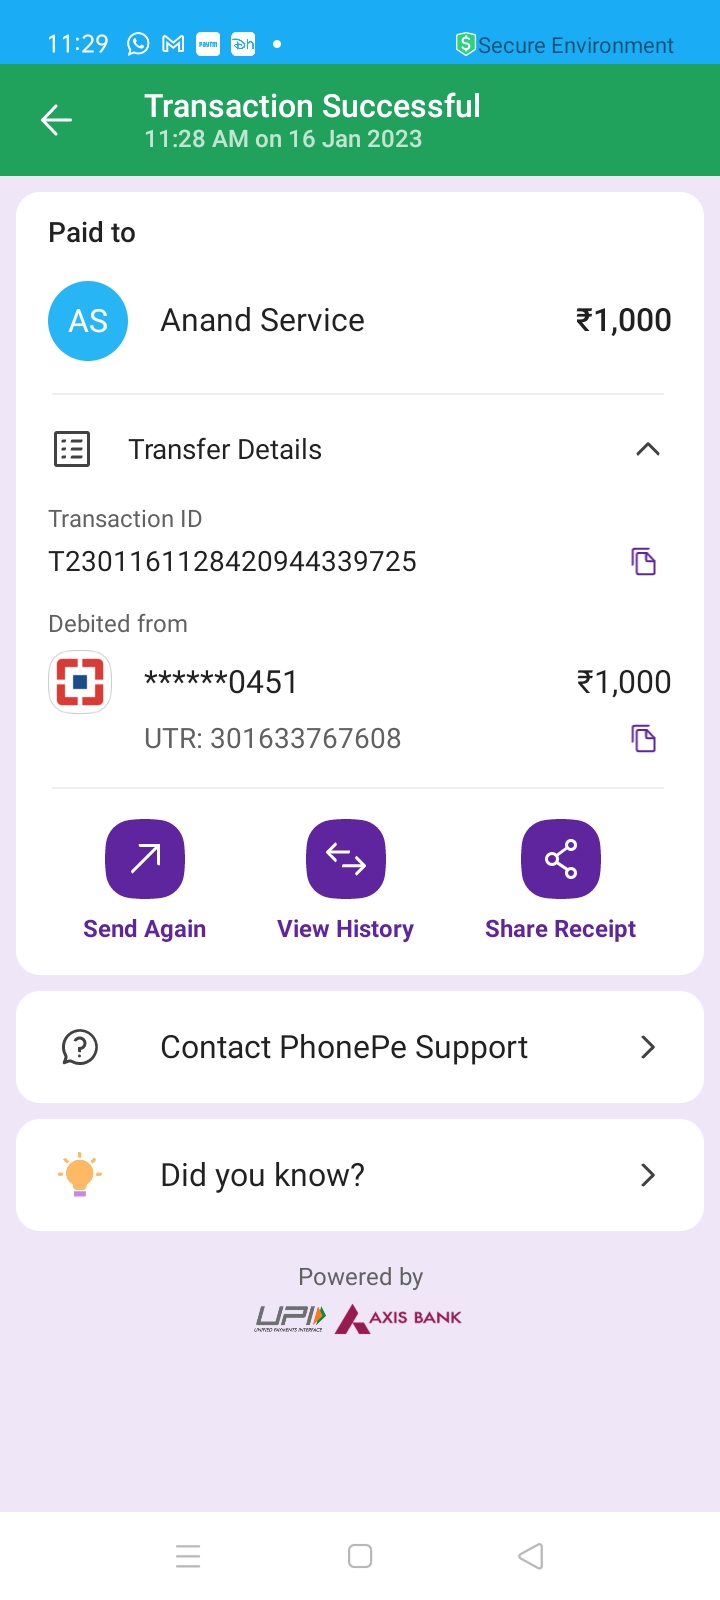 11:29
Paytm
Secure Environment
Transaction Successful
11:28 AM on 16 Jan 2023
Paid to
AS Anand Service ₹1,000
Transfer Details
Transaction ID
T2301161128420944339725
Debited from
******0451 ₹1,000
UTR: 301633767608
Send Again View History Share Receipt
Contact PhonePe Support
Did you know?
Powered by
UPI AXIS BANK
UNIFIED PAYMENTS INTERFACE